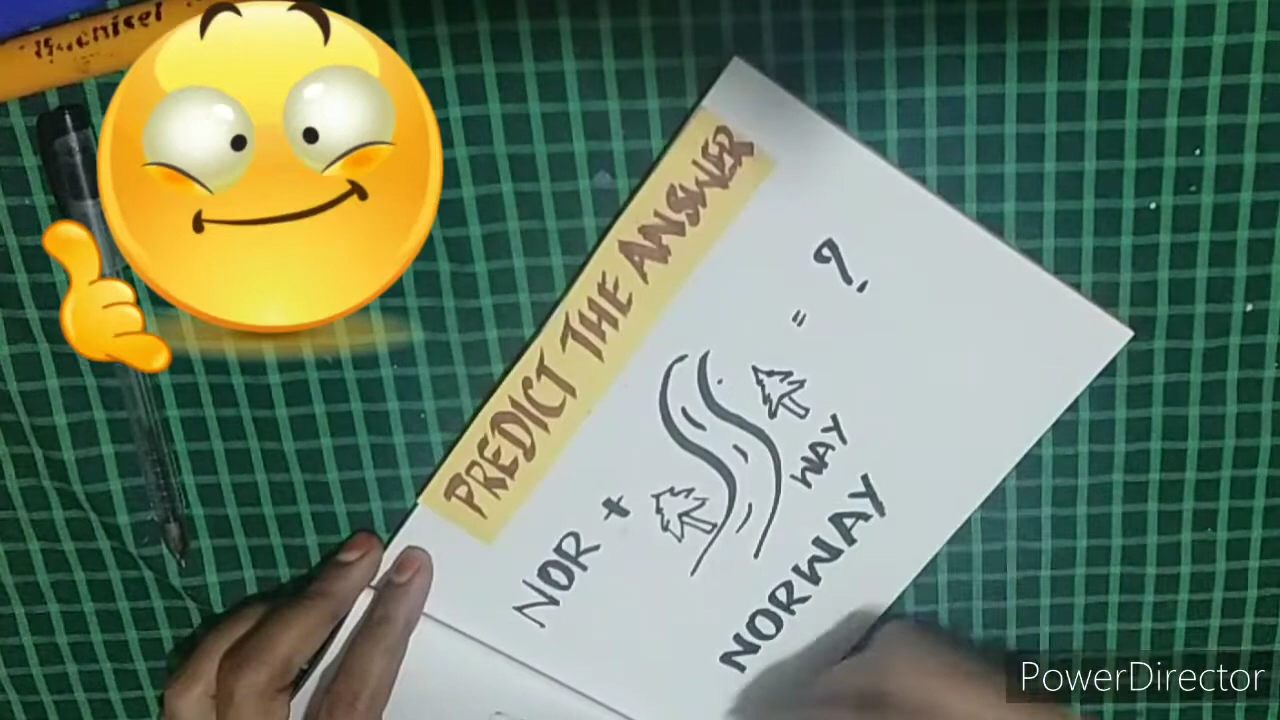 PREDICT THE ANSWER
NOR + = ?
WAY
NORWAY
PowerDirector